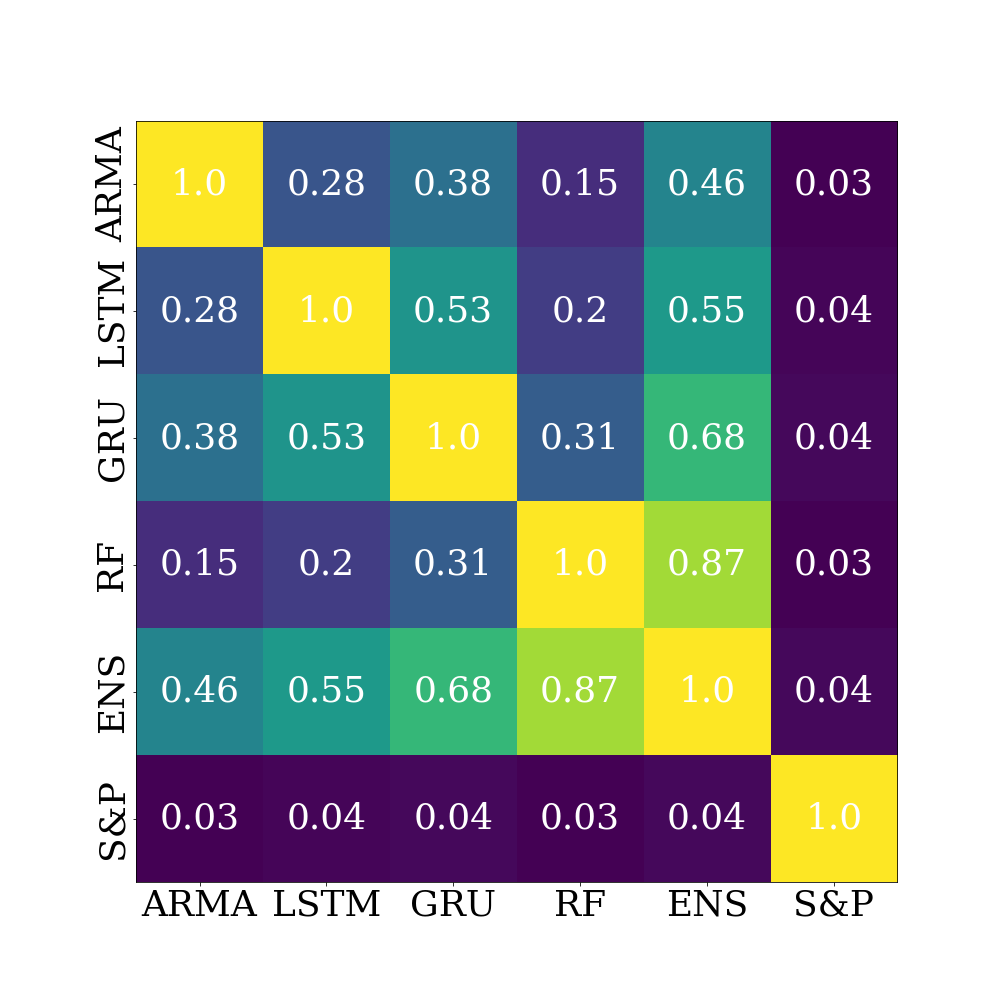 ARMA 1.0 0.28 0.38 0.15 0.46 0.03
LSTM 0.28 1.0 0.53 0.2 0.55 0.04
GRU 0.38 0.53 1.0 0.31 0.68 0.04
RF 0.15 0.2 0.31 1.0 0.87 0.03
ENS 0.46 0.55 0.68 0.87 1.0 0.04
S&P 0.03 0.04 0.04 0.03 0.04 1.0
ARMA LSTM GRU RF ENS S&P